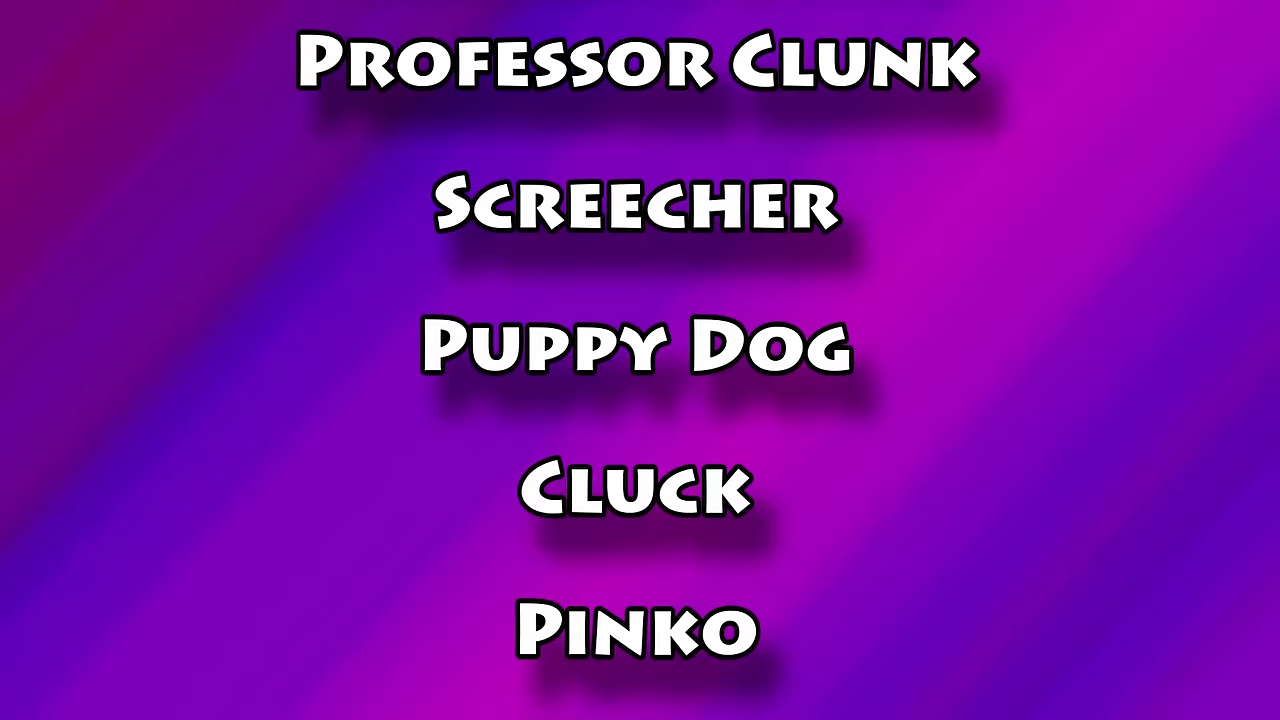 Professor Clunk
Screecher
Puppy Dog
Cluck
Pinko